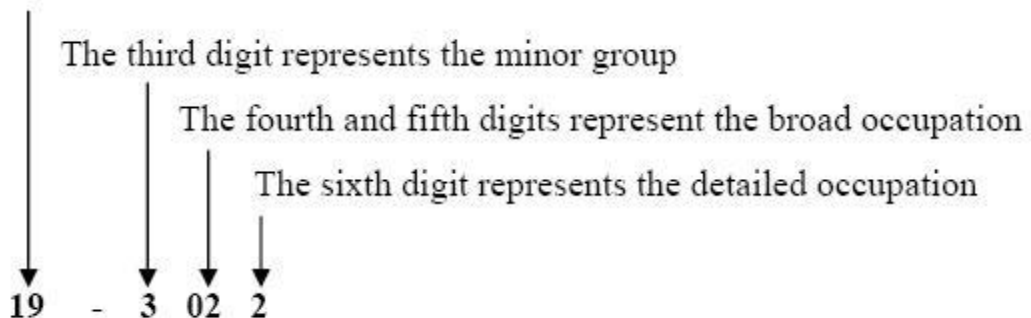 The third digit represents the minor group
The fourth and fifth digits represent the broad occupation
The sixth digit represents the detailed occupation
19 - 3 02 2